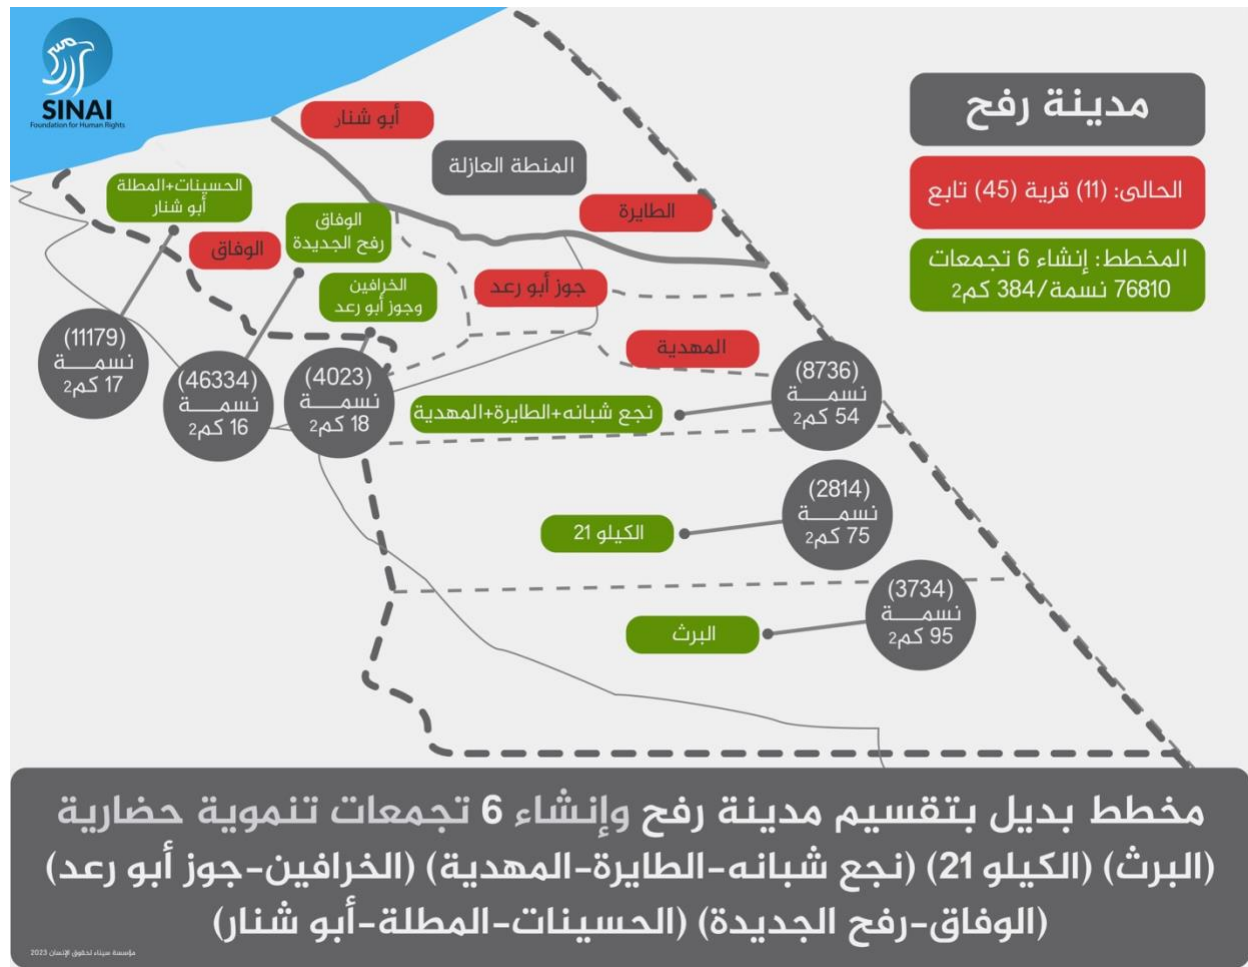 SINAI
Foundation for Human Rights
مدينة رفح
الحالى: (11) قرية (45) تابع
المخطط: إنشاء 6 تجمعات
76810 نسمة/384 كم2
أبو شنار
المنطة العازلة
الطايرة
الحسينات+المطلة
أبو شنار
الوفاق
رفح الجديدة
الوفاق
الخرافين
وجوز أبو رعد
جوز أبو رعد
المهدية
(11179)
نسمة
17 كم2
(46334)
نسمة
16 كم2
(4023)
نسمة
18 كم2
(8736)
نسمة
54 كم2
نجع شبانه+الطايرة+المهدية
(2814)
نسمة
75 كم2
الكيلو 21
(3734)
نسمة
95 كم2
البرث
مخطط بديل بتقسيم مدينة رفح وإنشاء 6 تجمعات تنموية حضارية
(البرث) (الكيلو 21) (نجع شبانه-الطايرة-المهدية) (الخرافين-جوز أبو رعد)
(الوفاق-رفح الجديدة) (الحسينات-المطلة-أبو شنار)
مؤسسة سيناء لحقوق الإنسان 2023